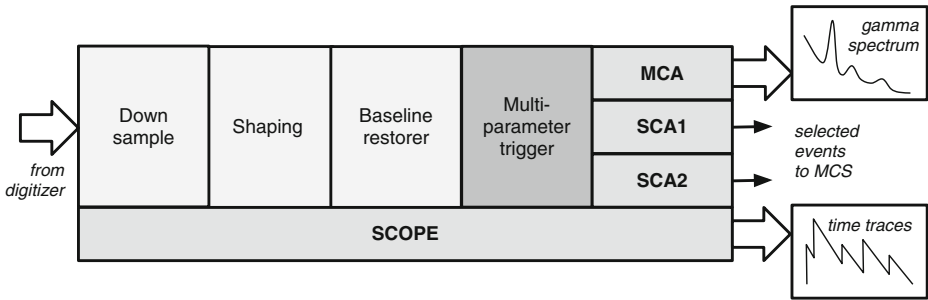 from
digitizer
Down
sample
Shaping
Baseline
restorer
Multi-
parameter
trigger
MCA
SCA1
SCA2
SCOPE
gamma
spectrum
selected
events
to MCS
time traces